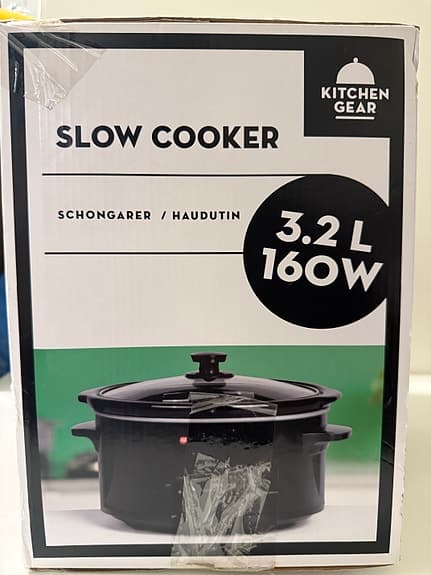 KITCHEN
GEAR
SLOW COOKER
SCHONGARER / HAUDUTIN
3.2 L
160W